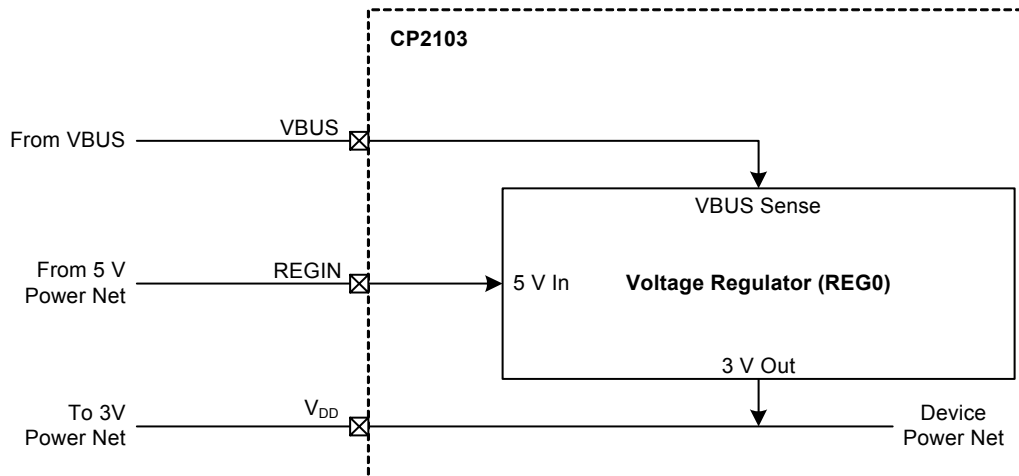 CP2103
From VBUS
VBUS
VBUS Sense
From 5 V
Power Net
REGIN
5 V In
Voltage Regulator (REG0)
3 V Out
To 3V
Power Net
VDD
Device
Power Net